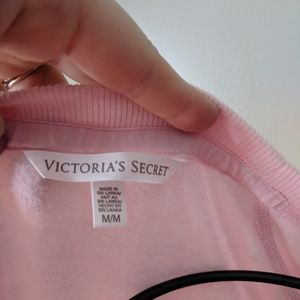 VICTORIA'S SECRET
MADE IN
SRI LANKA/
FAIT AU
SRI LANKA/
HECHO EN
SRI LANKA
M/M